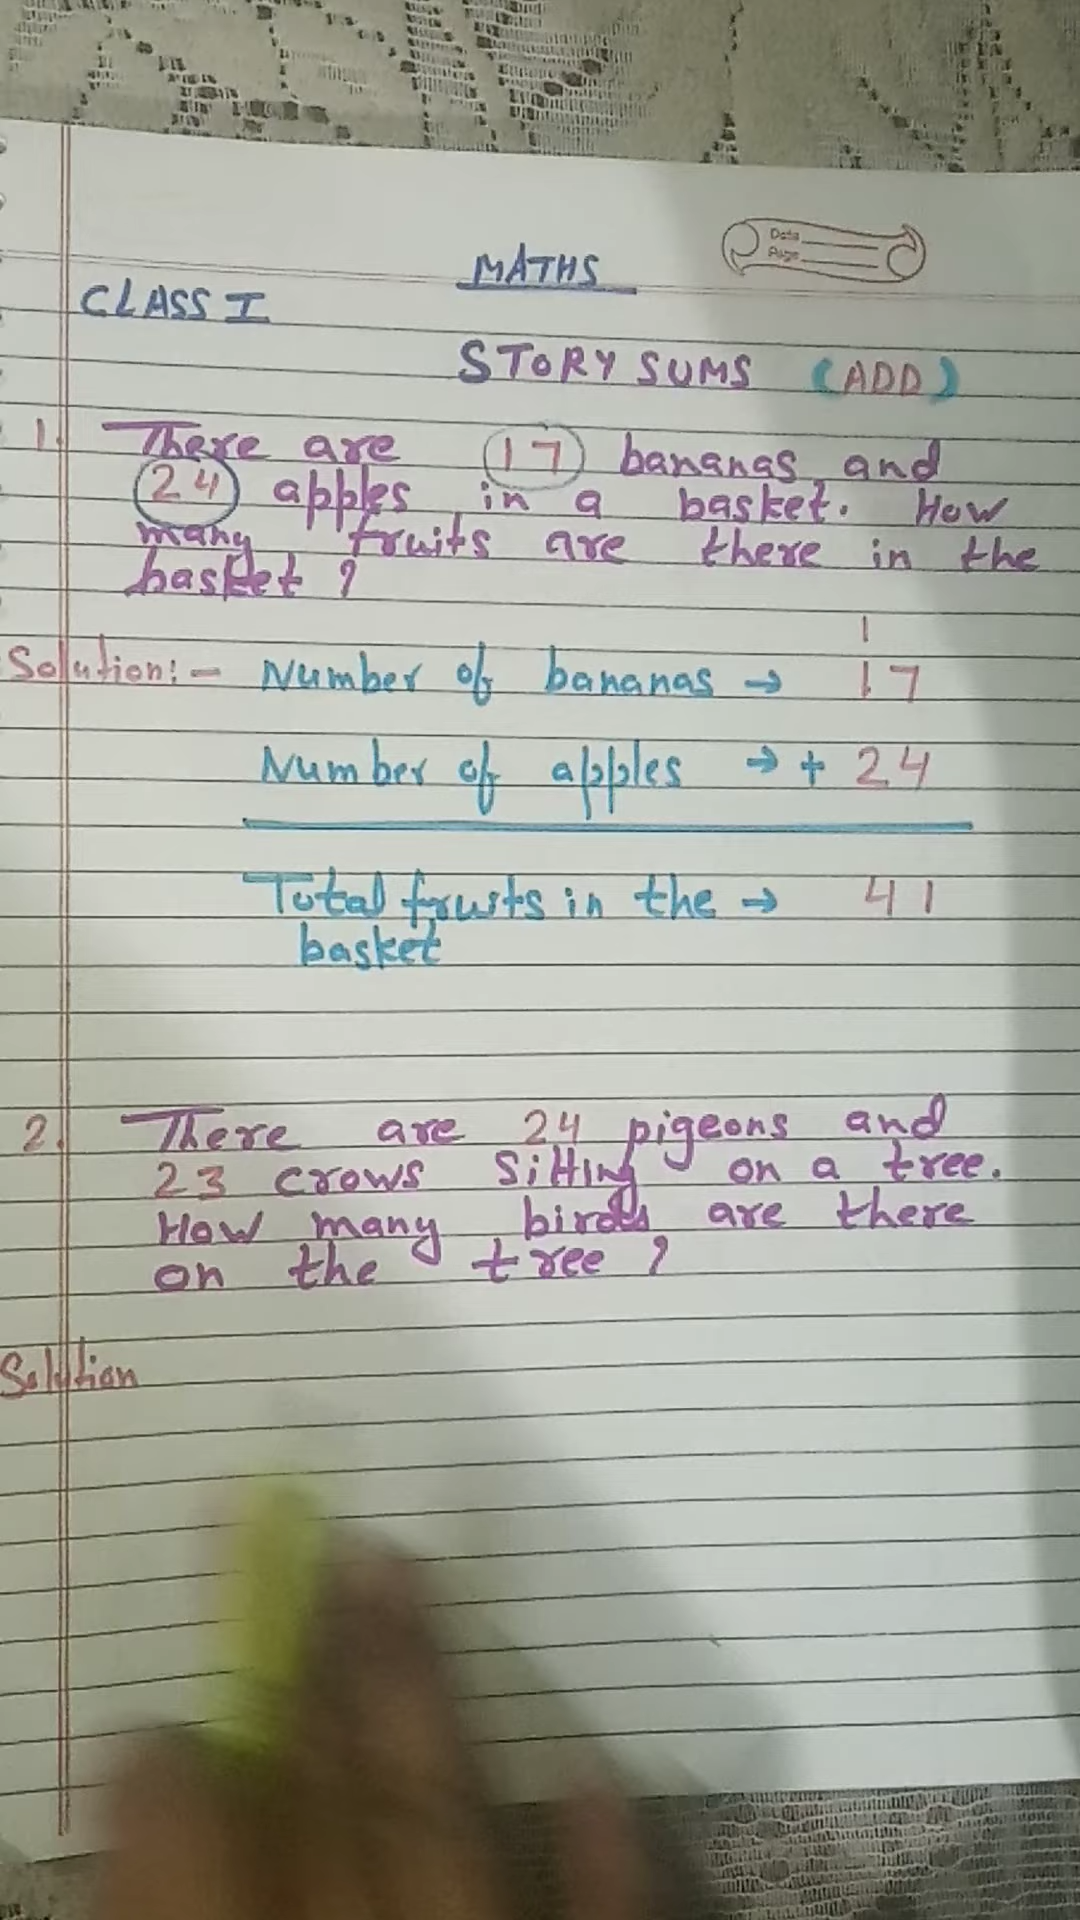 Date
Page
MATHS
CLASS I
STORY SUMS (ADD)
1. There are 17 bananas and
24 apples in a basket. How
many fruits are there in the
basket ?
1
Solution:- Number of bananas → 17
Number of apples → + 24
Total fruits in the → 41
basket
2. There are 24 pigeons and
23 crows sitting on a tree.
How many birds are there
on the tree ?
Solution